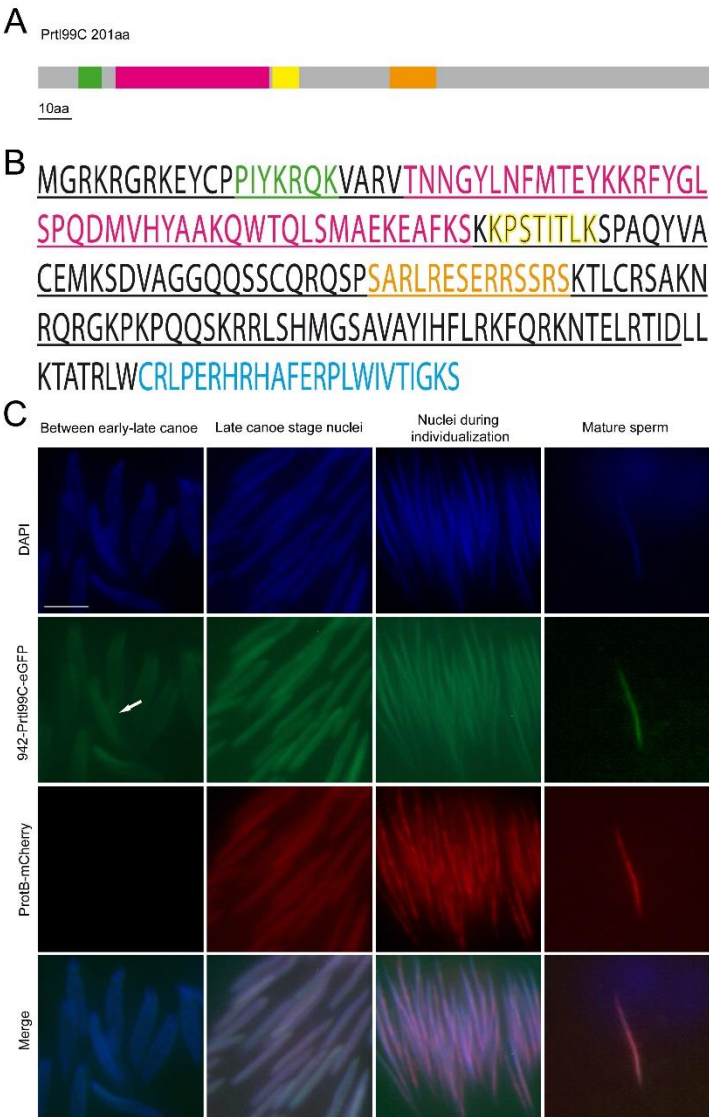 A
Prtl99C 201aa
10aa
B
MGRKRGRKEYCPPIYKRQKVARVTNNGYLNFMTEYKKRFYGL
SPQDMVHYAAKQWTQLSMAEKEAFKSKKPSTITLKSPAQYVA
CEMKSDVAGGQQSSCQRQSPSARLRESERRSSRSKTLCRSAKN
RQRGKPKPQQSKRRLSHMGSAVAYIHFLRKFQRKNTELRTIDLL
KTATRLWCRLPERHRHAFERPLWIVTIGKS
C
Between early-late canoe
Late canoe stage nuclei
Nuclei during
individualization
Mature sperm
DAPI
942-Prtl99C-eGFP
ProtB-mCherry
Merge